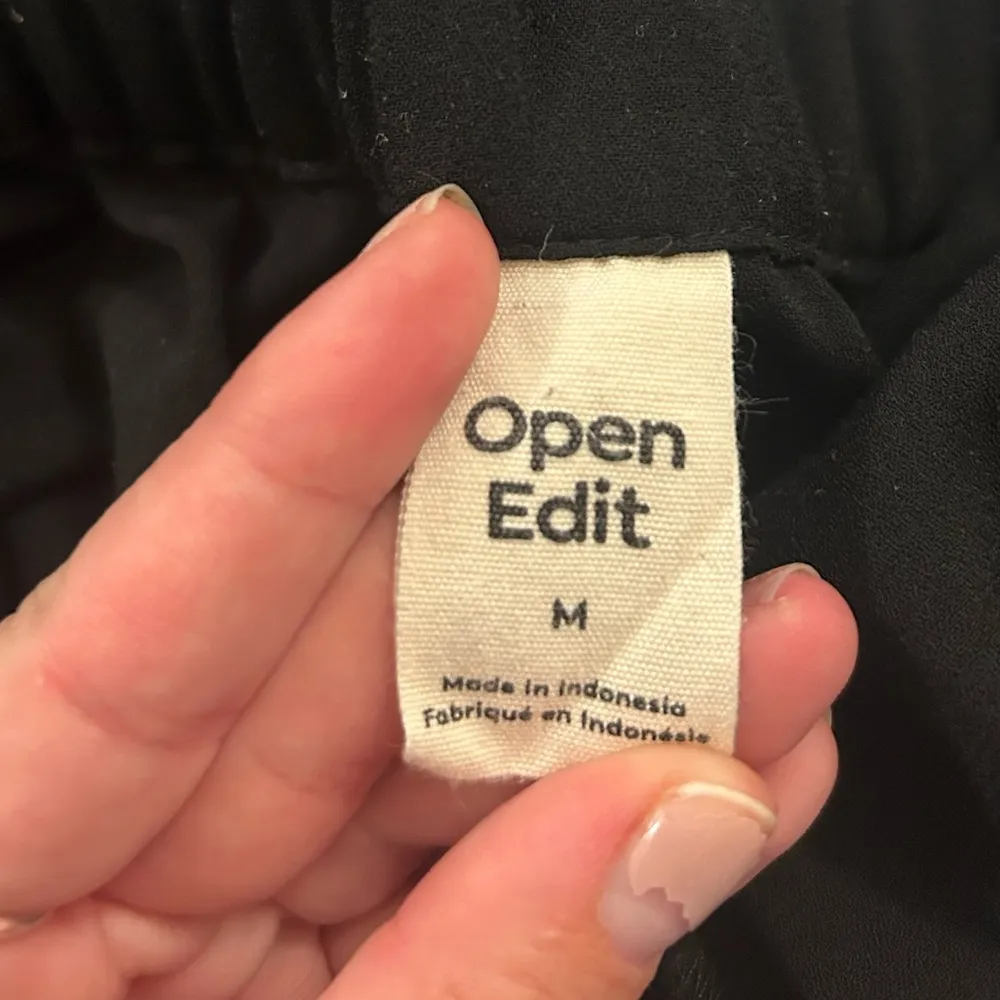 Open
Edit
M
Made in Indonesia
Fabriqué en Indonésie